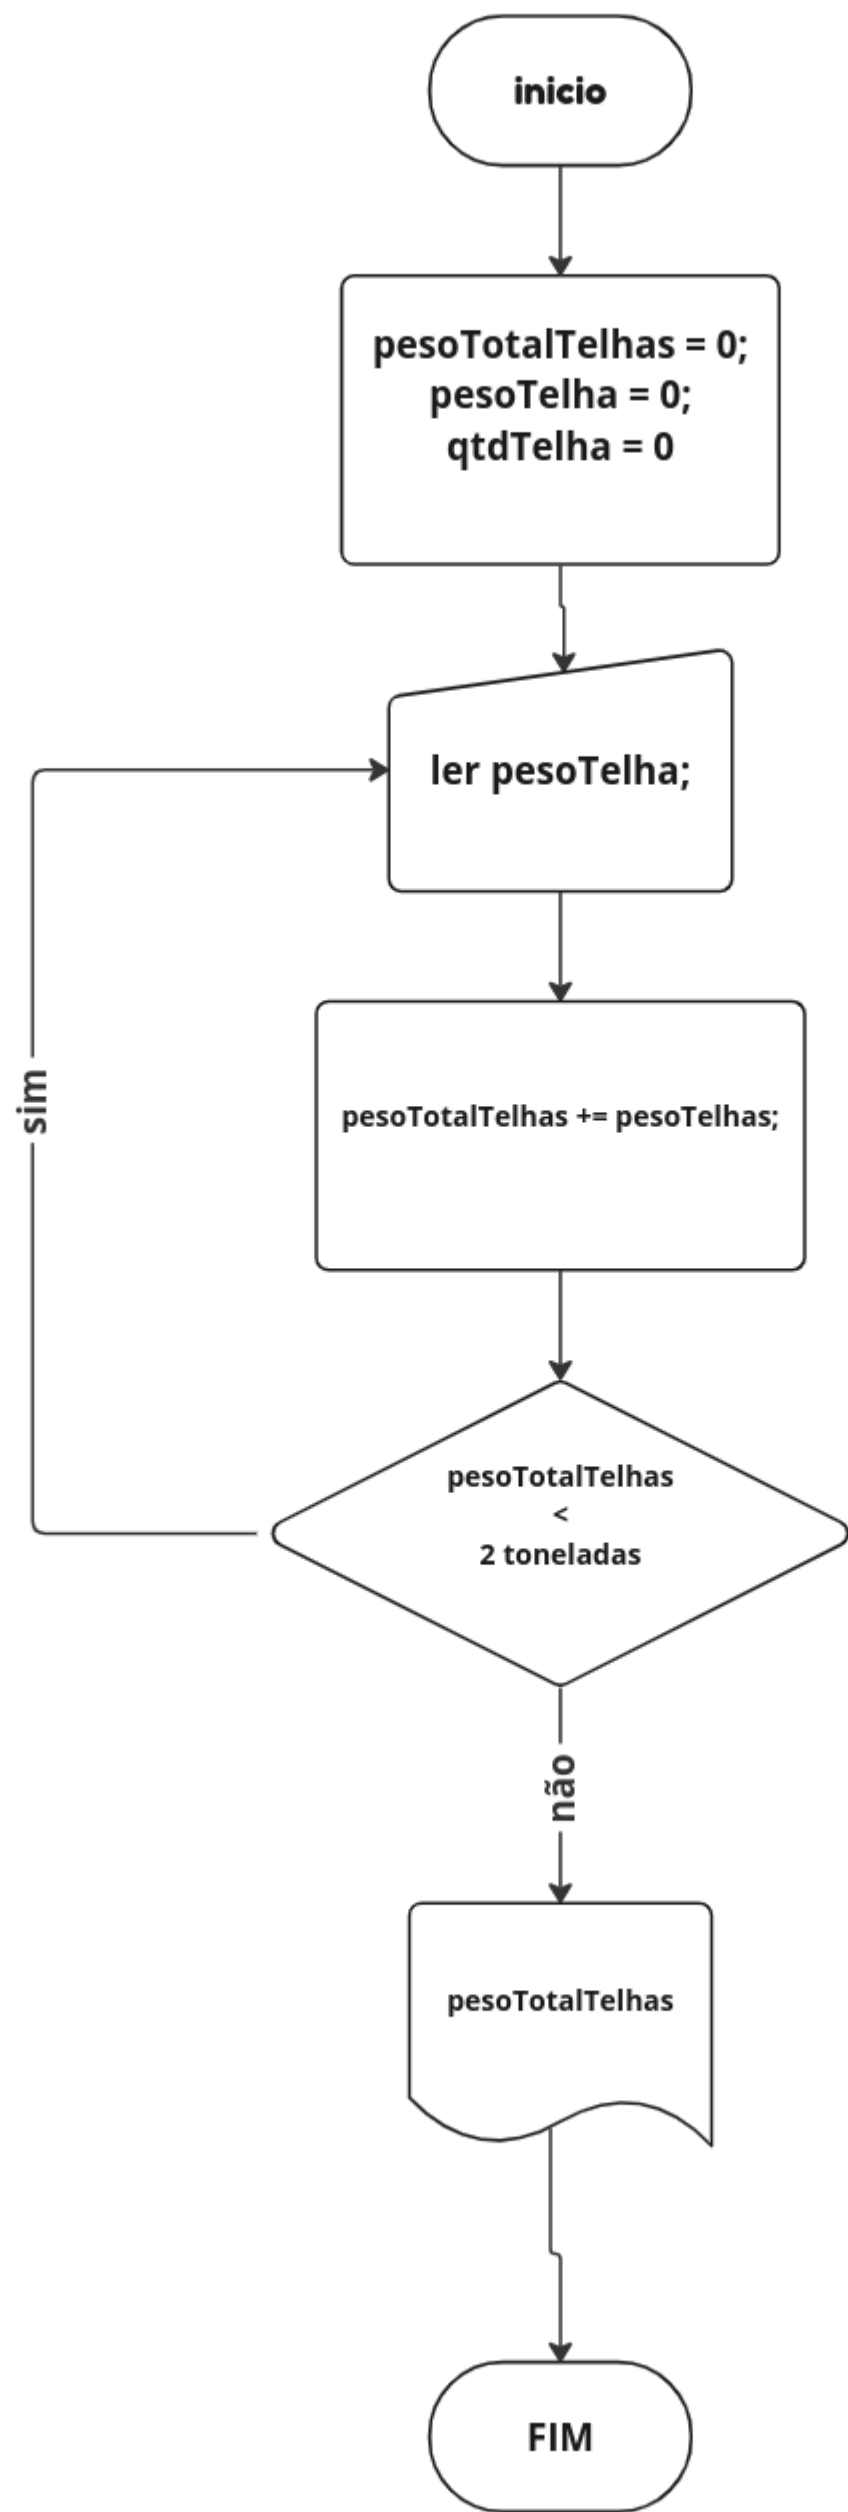 inicio
pesoTotalTelhas = 0;
pesoTelha = 0;
qtdTelha = 0
ler pesoTelha;
sim
pesoTotalTelhas += pesoTelhas;
pesoTotalTelhas
<
2 toneladas
não
pesoTotalTelhas
FIM